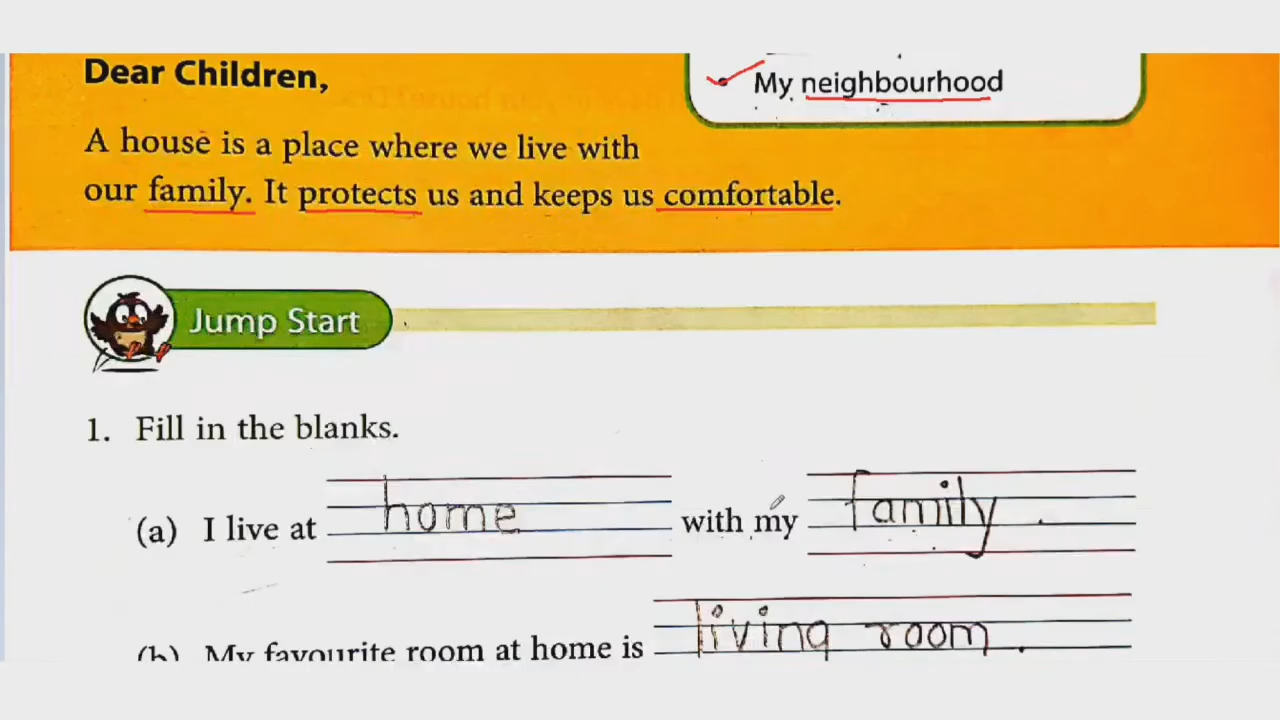 Dear Children,
My neighbourhood
A house is a place where we live with
our family. It protects us and keeps us comfortable.
Jump Start
1. Fill in the blanks.
(a) I live at home with my family.
(b) My favourite room at home is living room.